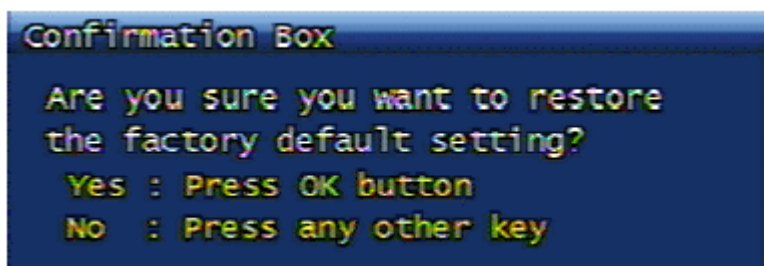 Confirmation Box
Are you sure you want to restore
the factory default setting?
Yes : Press OK button
No : Press any other key